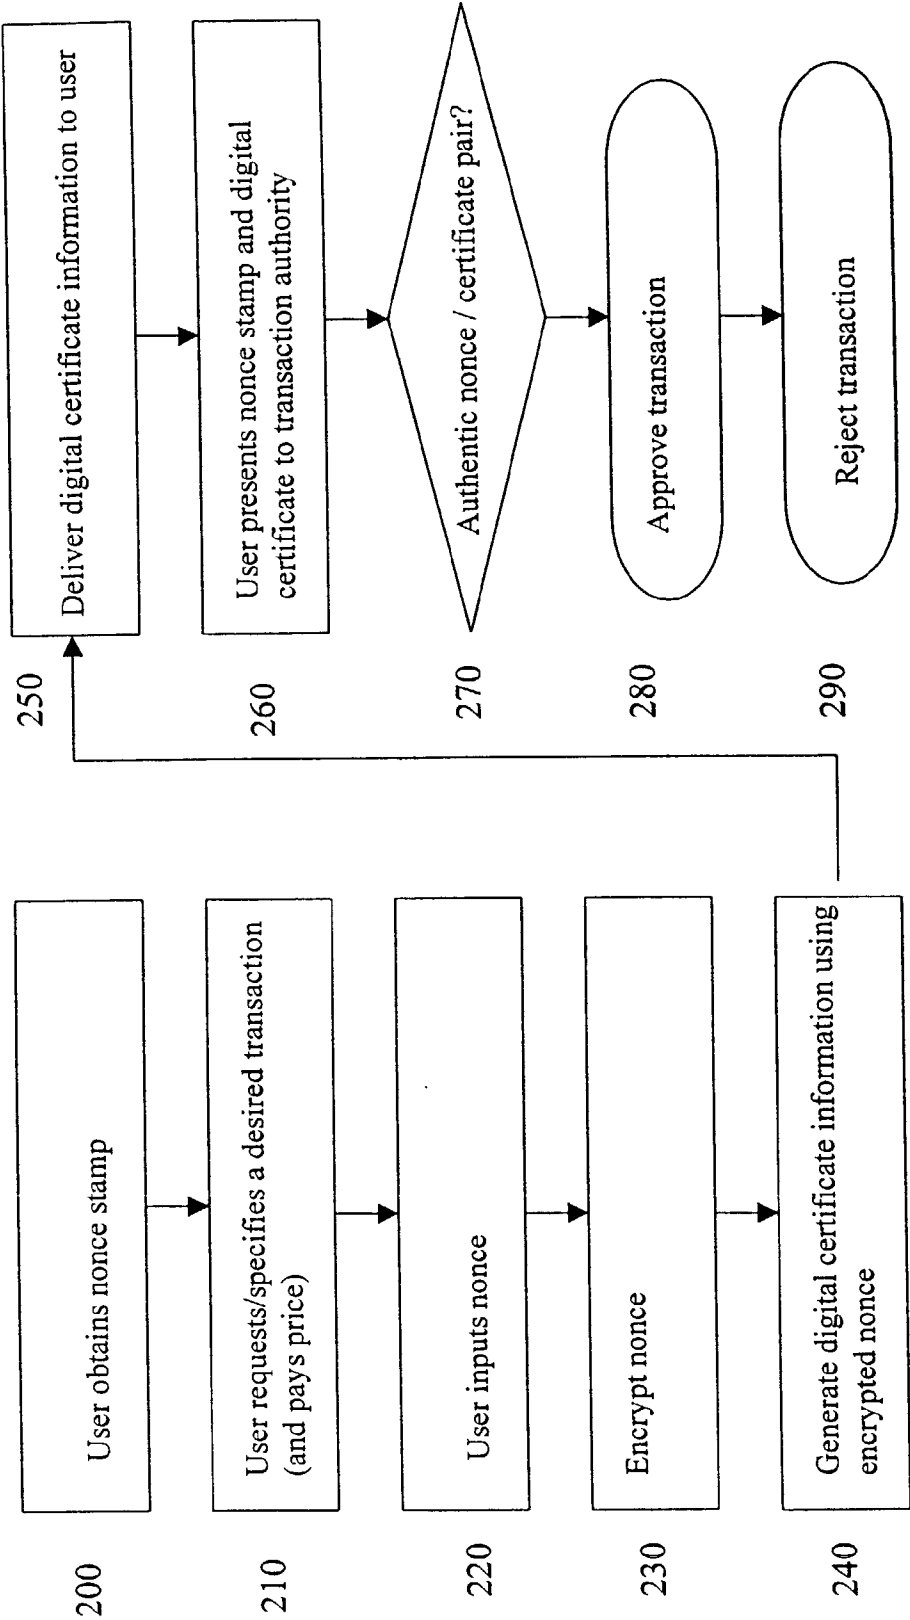 200
User obtains nonce stamp
210
User requests/specifies a desired transaction
(and pays price)
220
User inputs nonce
230
Encrypt nonce
240
Generate digital certificate information using
encrypted nonce
250
Deliver digital certificate information to user
260
User presents nonce stamp and digital
certificate to transaction authority
270
Authentic nonce / certificate pair?
280
Approve transaction
290
Reject transaction